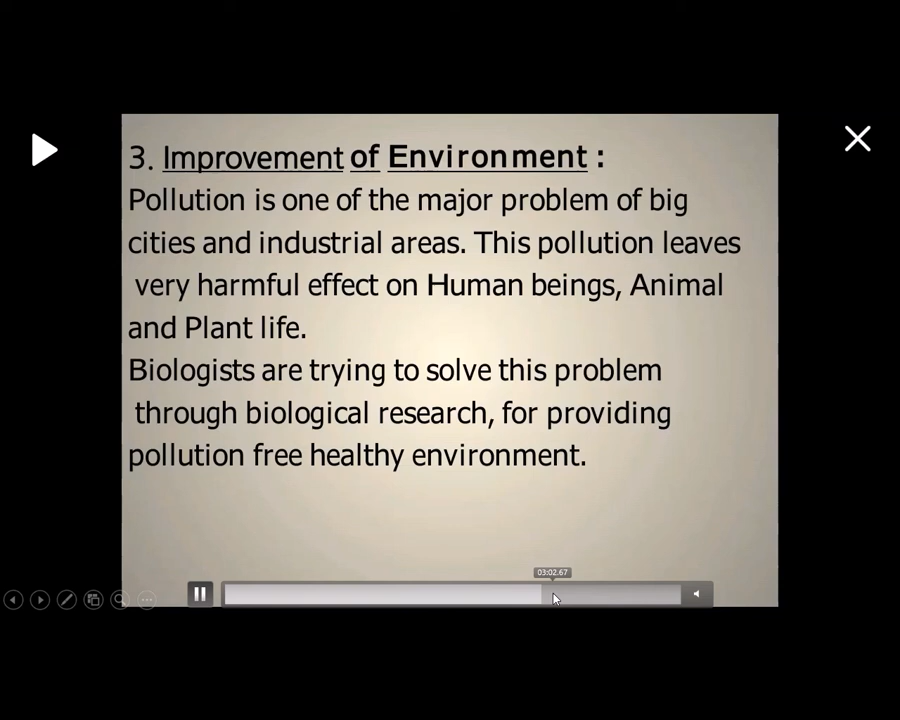 3. Improvement of Environment :
Pollution is one of the major problem of big
cities and industrial areas. This pollution leaves
very harmful effect on Human beings, Animal
and Plant life.
Biologists are trying to solve this problem
through biological research, for providing
pollution free healthy environment.
03:02.67